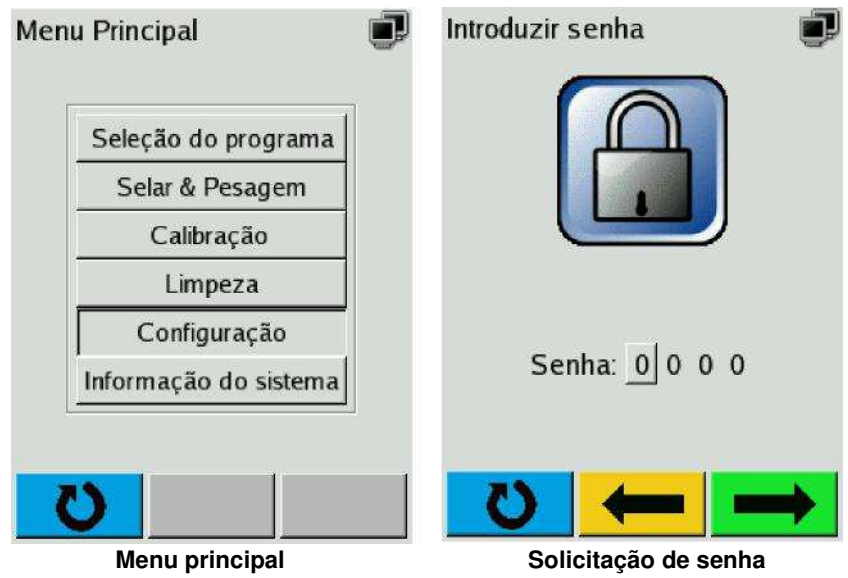 Menu Principal
Seleção do programa
Selar & Pesagem
Calibração
Limpeza
Configuração
Informação do sistema
Menu principal
Introduzir senha
Senha: 0 0 0 0
Solicitação de senha